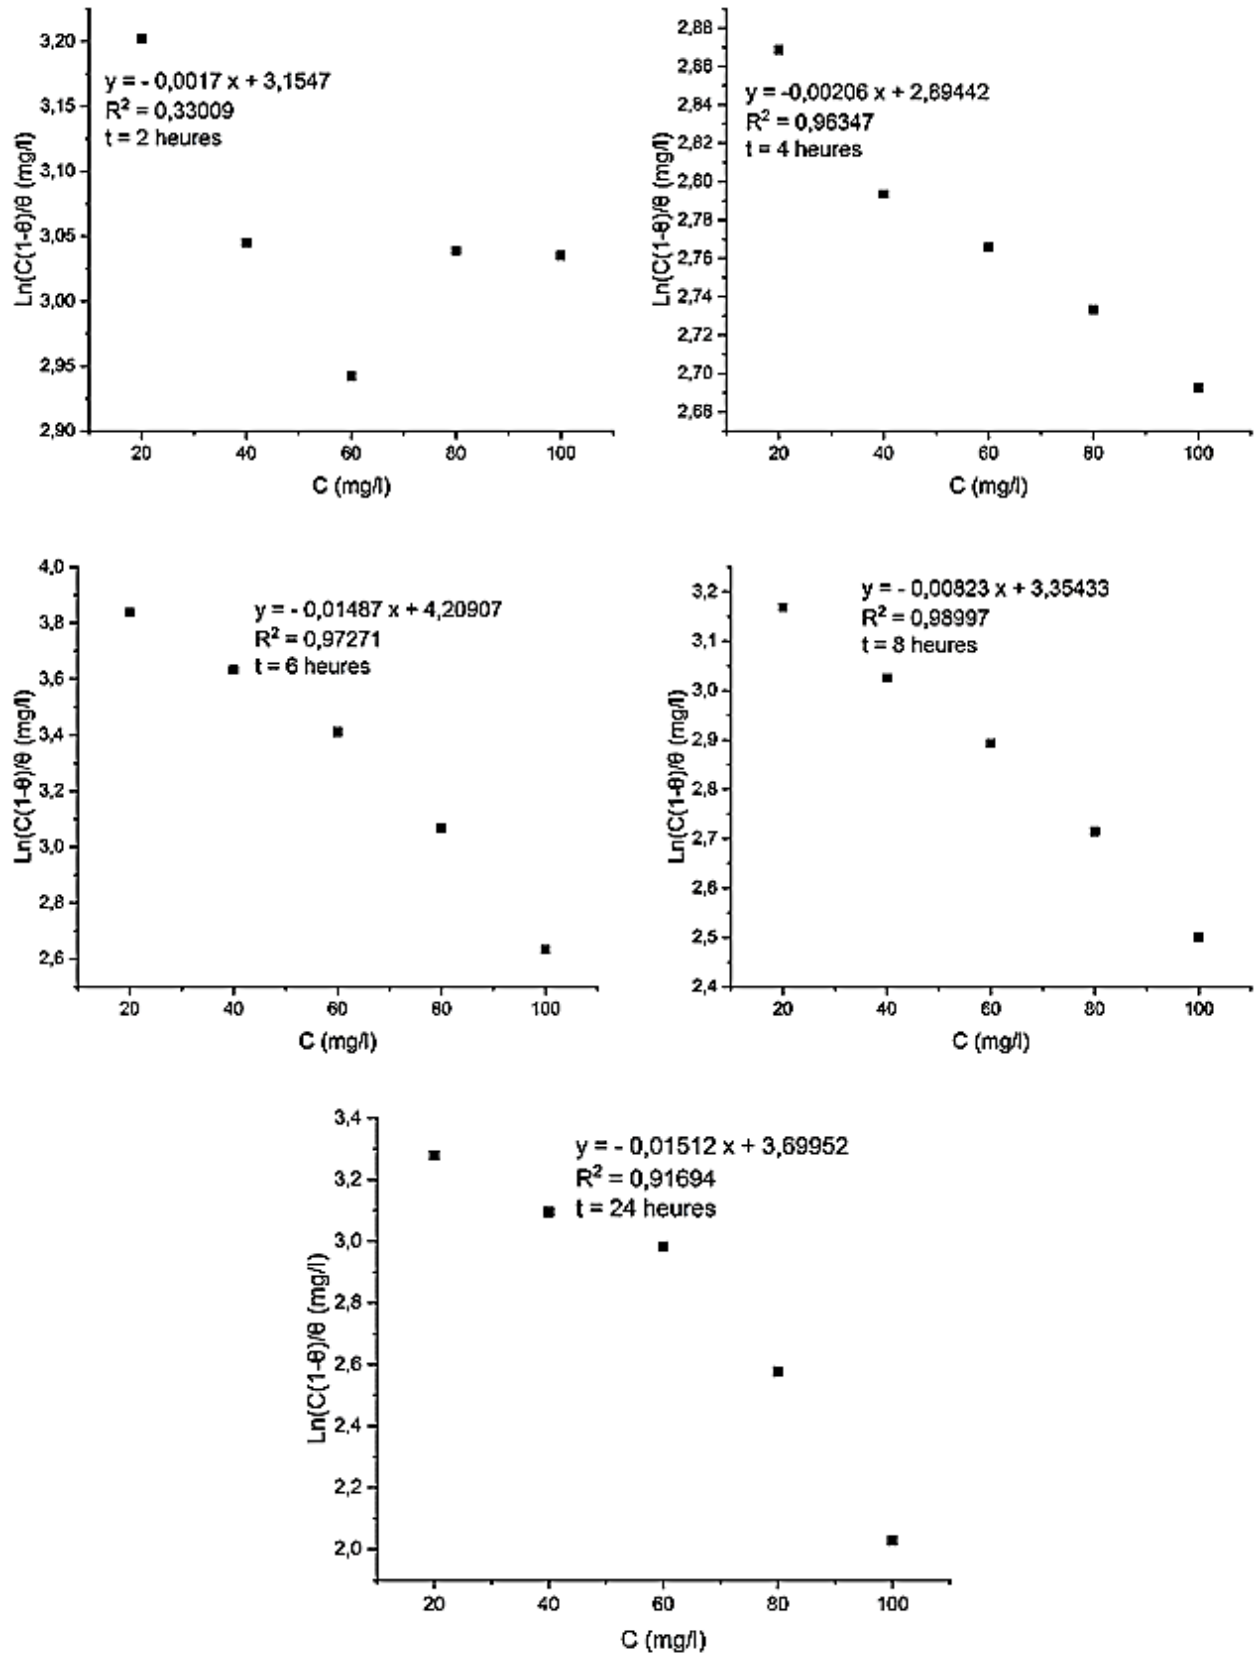 3,20
3,15
3,10
3,05
3,00
2,95
2,90
Ln(C(1-θ)/θ (mg/l)
y = - 0,0017 x + 3,1547
R² = 0,33009
t = 2 heures
20 40 60 80 100
C (mg/l)
2,88
2,86
2,84
2,82
2,80
2,78
2,76
2,74
2,72
2,70
2,68
Ln(C(1-θ)/θ (mg/l)
y = -0,00206 x + 2,89442
R² = 0,96347
t = 4 heures
20 40 60 80 100
C (mg/l)
4,0
3,8
3,6
3,4
3,2
3,0
2,8
2,6
Ln(C(1-θ)/θ (mg/l)
y = - 0,01487 x + 4,20907
R² = 0,97271
t = 6 heures
20 40 60 80 100
C (mg/l)
3,2
3,1
3,0
2,9
2,8
2,7
2,6
2,5
2,4
Ln(C(1-θ)/θ (mg/l)
y = - 0,00823 x + 3,35433
R² = 0,98997
t = 8 heures
20 40 60 80 100
C (mg/l)
3,4
3,2
3,0
2,8
2,6
2,4
2,2
2,0
Ln(C(1-θ)/θ (mg/l)
y = - 0,01512 x + 3,69952
R² = 0,91694
t = 24 heures
20 40 60 80 100
C (mg/l)